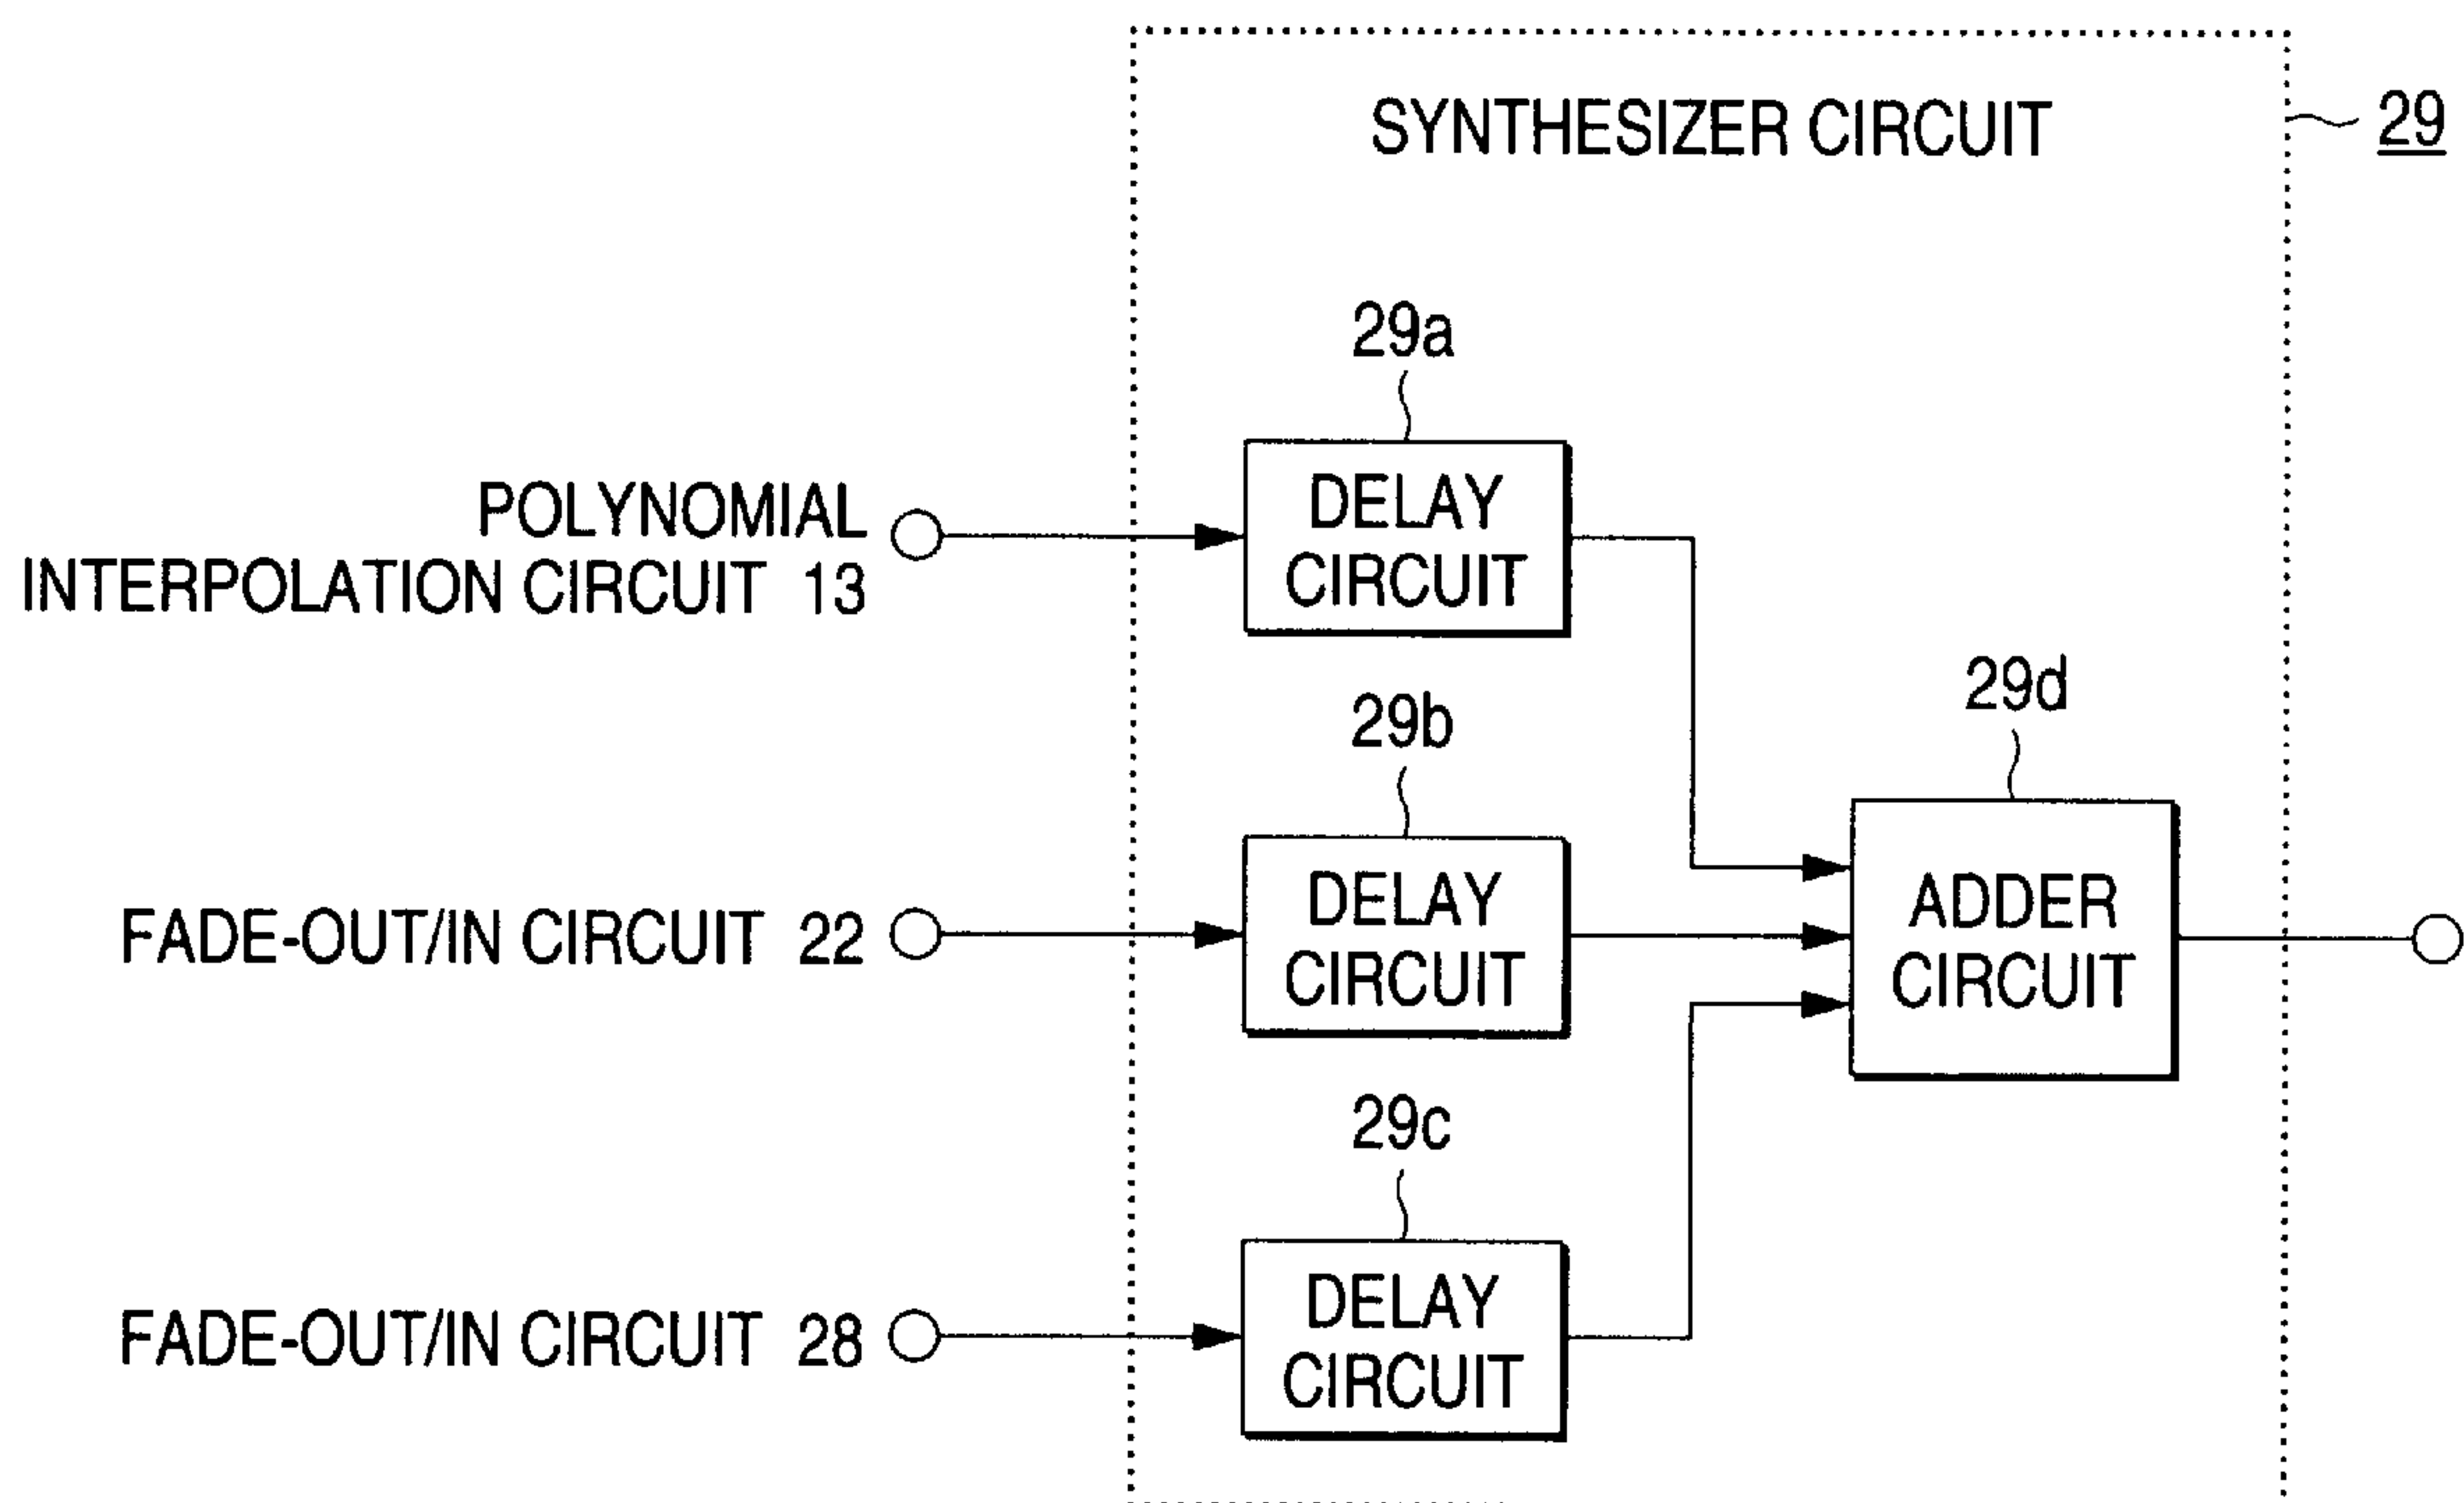 SYNTHESIZER CIRCUIT
29
29a
POLYNOMIAL
INTERPOLATION CIRCUIT 13
DELAY
CIRCUIT
29b
29d
FADE-OUT/IN CIRCUIT 22
DELAY
CIRCUIT
ADDER
CIRCUIT
29c
FADE-OUT/IN CIRCUIT 28
DELAY
CIRCUIT